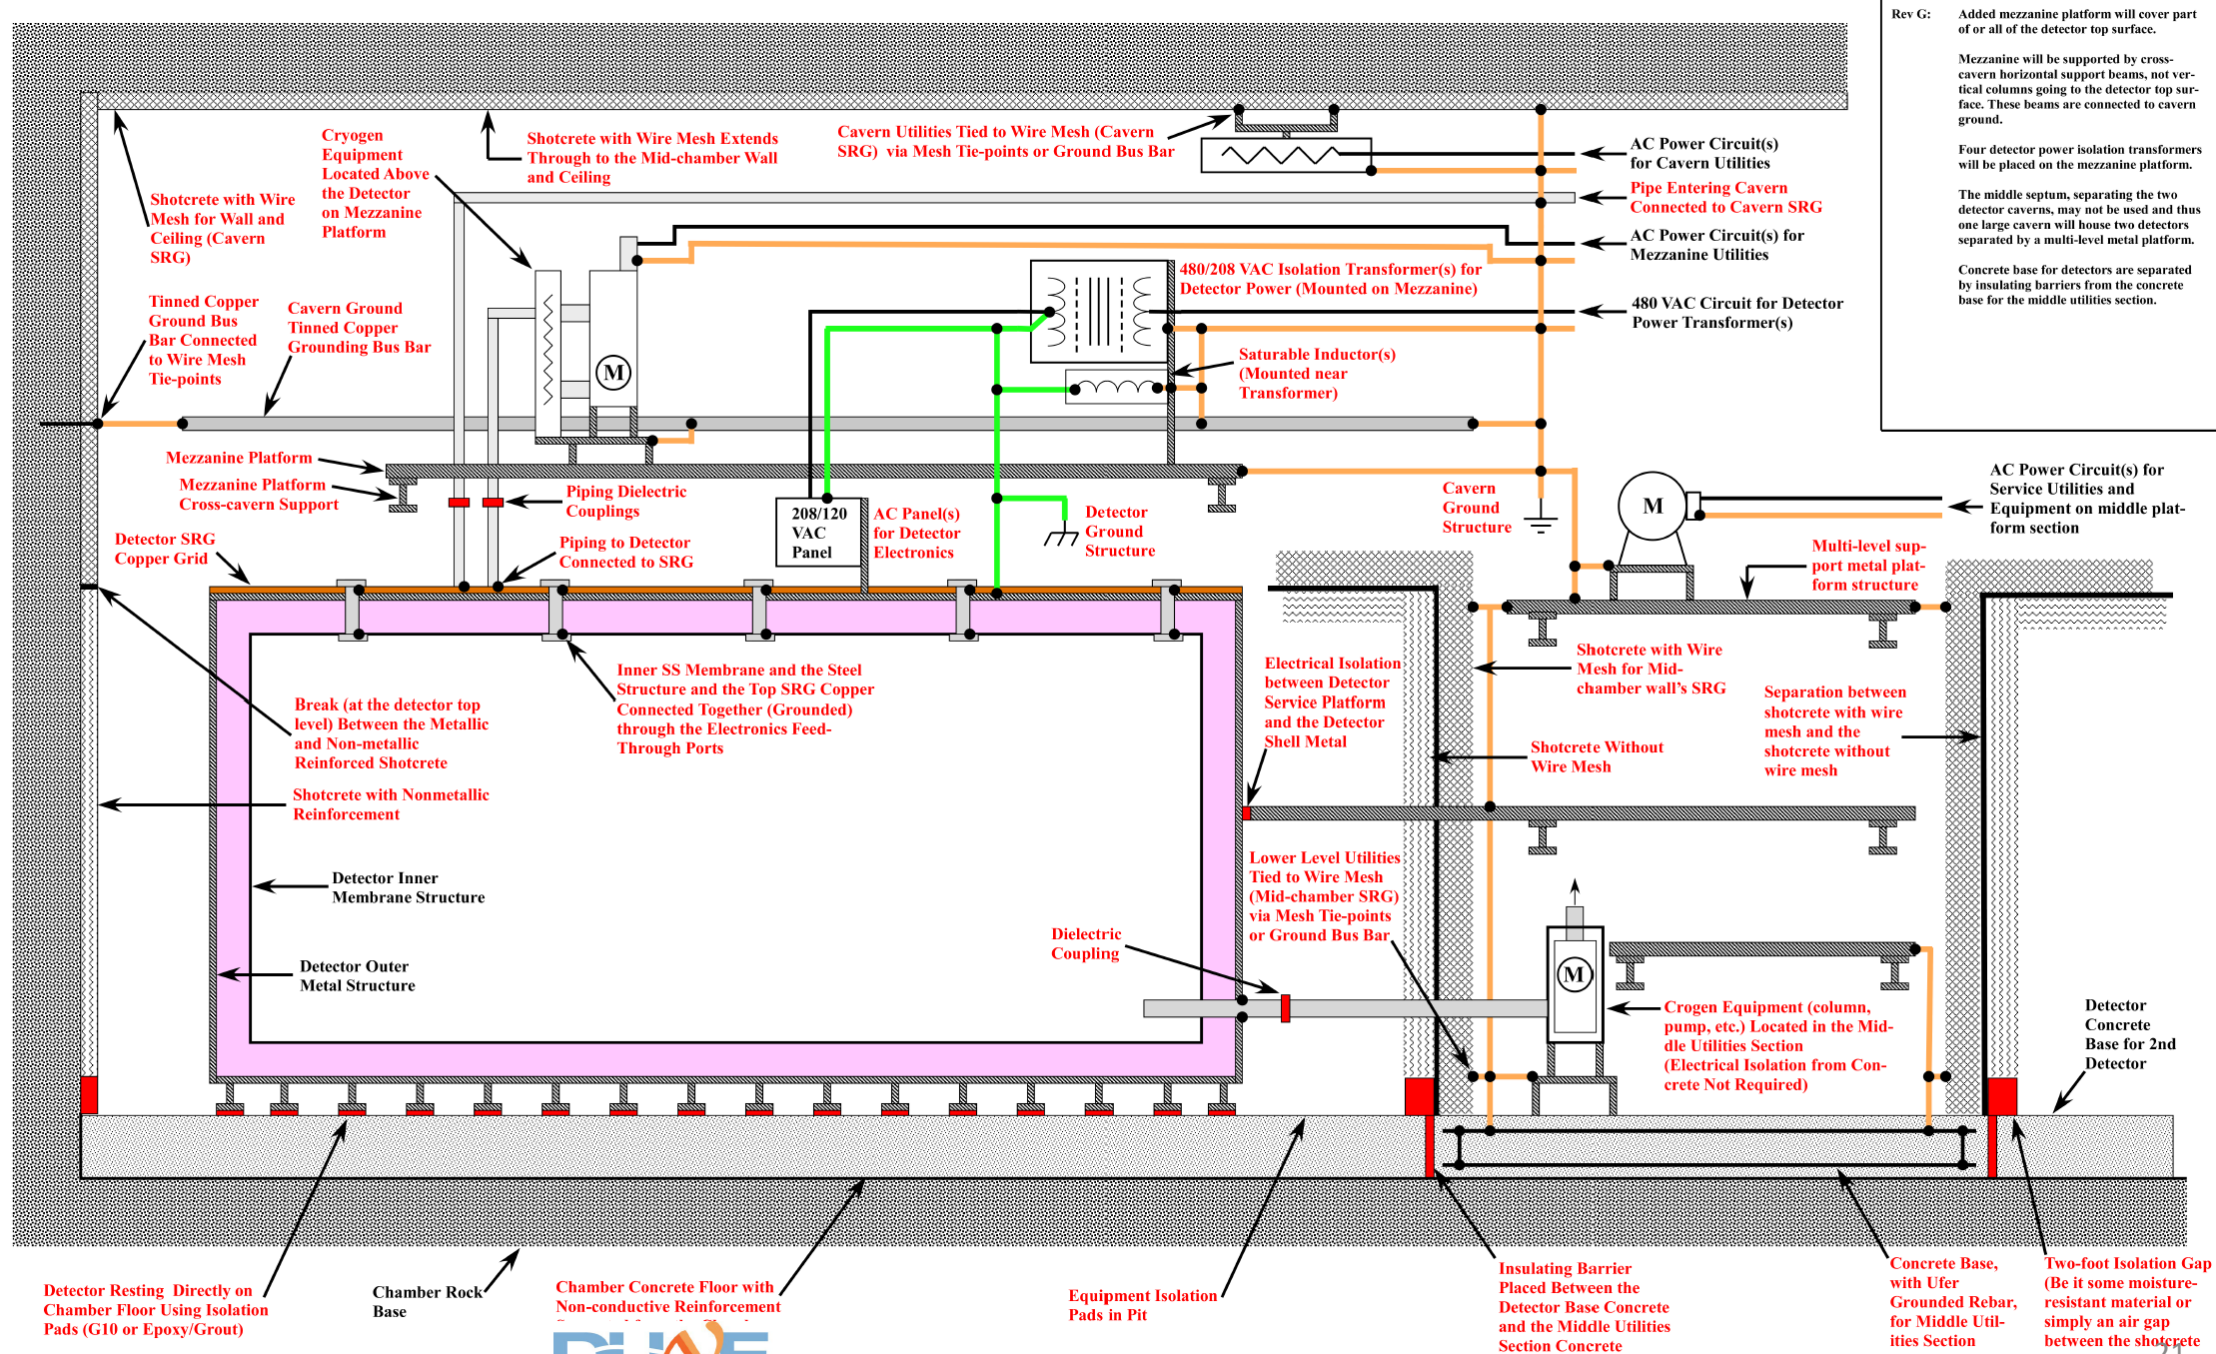 Rev G:
Added mezzanine platform will cover part
of or all of the detector top surface.
Mezzanine will be supported by cross-
cavern horizontal support beams, not ver-
tical columns going to the detector top sur-
face. These beams are connected to cavern
ground.
Four detector power isolation transformers
will be placed on the mezzanine platform.
The middle septum, separating the two
detector caverns, may not be used and thus
one large cavern will house two detectors
separated by a multi-level metal platform.
Concrete base for detectors are separated
by insulating barriers from the concrete
base for the middle utilities section.
Cryogen
Equipment
Located Above
the Detector
on Mezzanine
Platform
Shotcrete with Wire Mesh Extends
Through to the Mid-chamber Wall
and Ceiling
Cavern Utilities Tied to Wire Mesh (Cavern
SRG) via Mesh Tie-points or Ground Bus Bar
AC Power Circuit(s)
for Cavern Utilities
Pipe Entering Cavern
Connected to Cavern SRG
Shotcrete with Wire
Mesh for Wall and
Ceiling (Cavern
SRG)
AC Power Circuit(s) for
Mezzanine Utilities
480/208 VAC Isolation Transformer(s) for
Detector Power (Mounted on Mezzanine)
480 VAC Circuit for Detector
Power Transformer(s)
Tinned Copper
Ground Bus
Bar Connected
to Wire Mesh
Tie-points
Cavern Ground
Tinned Copper
Grounding Bus Bar
M
Saturable Inductor(s)
(Mounted near
Transformer)
Mezzanine Platform
Mezzanine Platform
Cross-cavern Support
Piping Dielectric
Couplings
208/120
VAC
Panel
AC Panel(s)
for Detector
Electronics
Detector
Ground
Structure
Cavern
Ground
Structure
M
AC Power Circuit(s) for
Service Utilities and
Equipment on middle plat-
form section
Detector SRG
Copper Grid
Piping to Detector
Connected to SRG
Multi-level sup-
port metal plat-
form structure
Inner SS Membrane and the Steel
Structure and the Top SRG Copper
Connected Together (Grounded)
through the Electronics Feed-
Through Ports
Electrical Isolation
between Detector
Service Platform
and the Detector
Shell Metal
Shotcrete with Wire
Mesh for Mid-
chamber wall's SRG
Separation between
shotcrete with wire
mesh and the
shotcrete without
wire mesh
Break (at the detector top
level) Between the Metallic
and Non-metallic
Reinforced Shotcrete
Shotcrete Without
Wire Mesh
Shotcrete with Nonmetallic
Reinforcement
Detector Inner
Membrane Structure
Lower Level Utilities
Tied to Wire Mesh
(Mid-chamber SRG)
via Mesh Tie-points
or Ground Bus Bar
Dielectric
Coupling
Detector Outer
Metal Structure
M
Crogen Equipment (column,
pump, etc.) Located in the Mid-
dle Utilities Section
(Electrical Isolation from Con-
crete Not Required)
Detector
Concrete
Base for 2nd
Detector
Detector Resting Directly on
Chamber Floor Using Isolation
Pads (G10 or Epoxy/Grout)
Chamber Rock
Base
Chamber Concrete Floor with
Non-conductive Reinforcement
Equipment Isolation
Pads in Pit
Insulating Barrier
Placed Between the
Detector Base Concrete
and the Middle Utilities
Section Concrete
Concrete Base,
with Ufer
Grounded Rebar,
for Middle Util-
ities Section
Two-foot Isolation Gap
(Be it some moisture-
resistant material or
simply an air gap
between the shotcrete